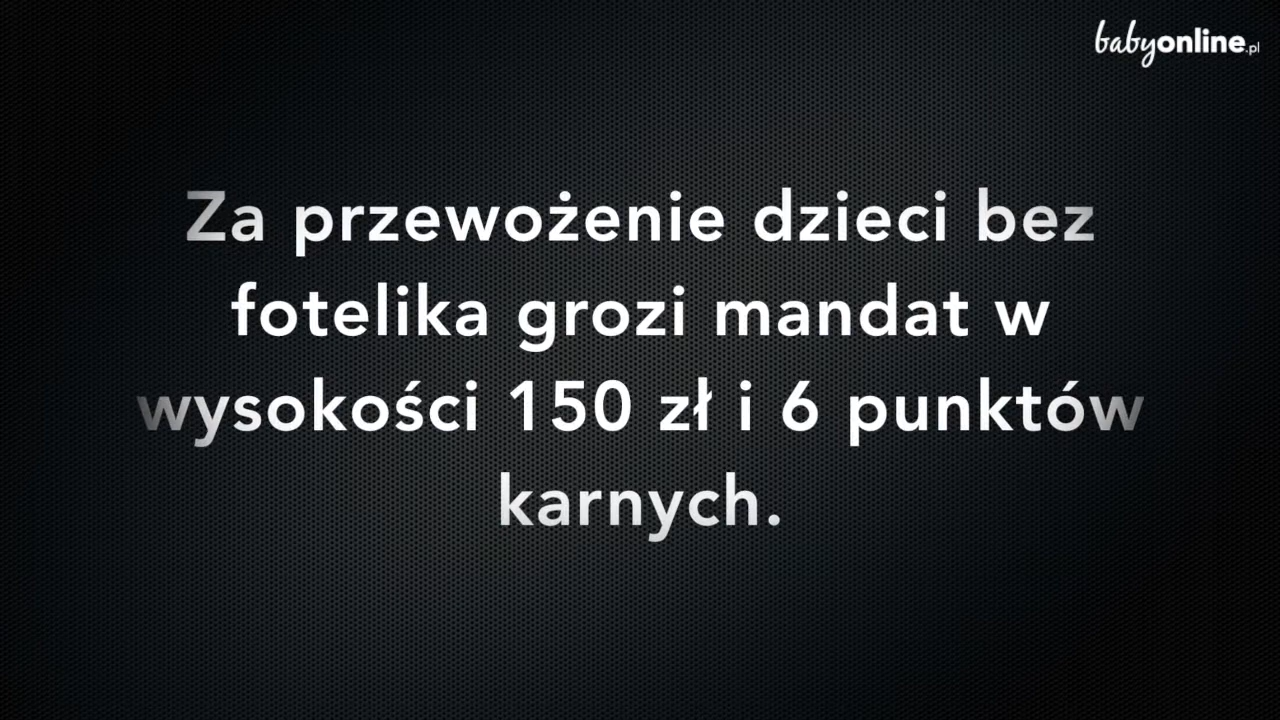 babyonline.pl
Za przewożenie dzieci bez
fotelika grozi mandat w
wysokości 150 zł i 6 punktów
karnych.